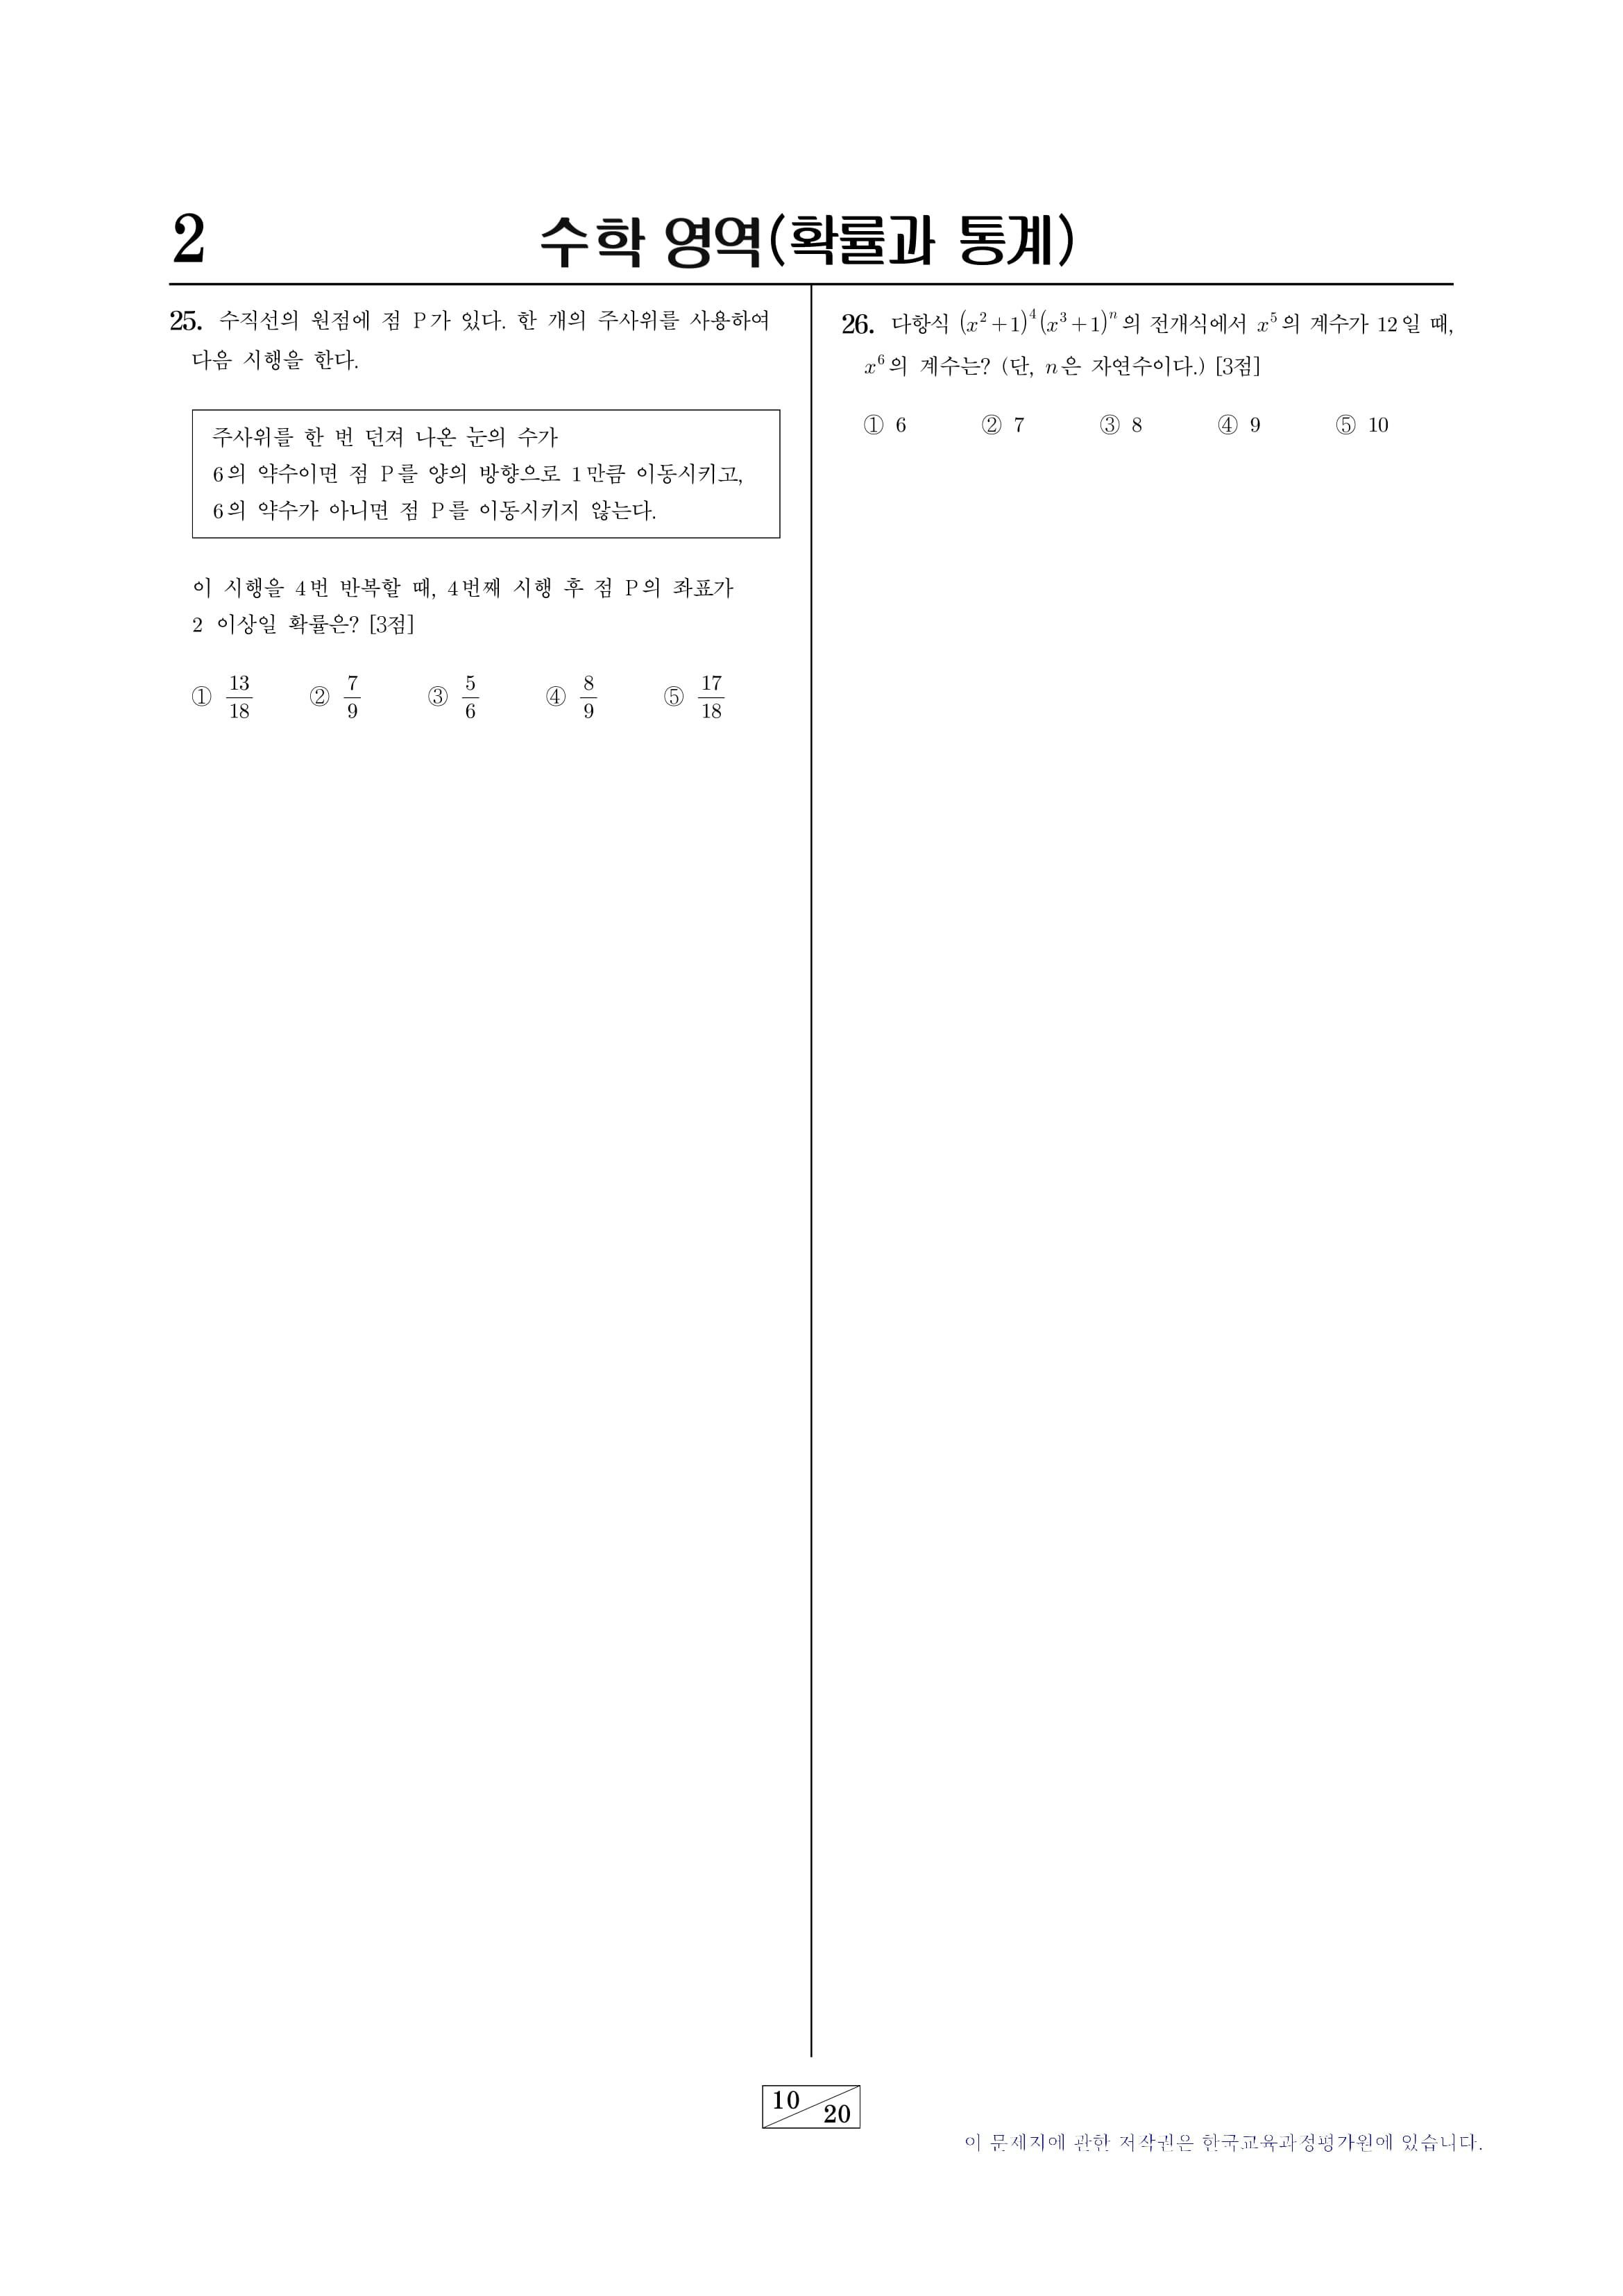 2
수학 영역(확률과 통계)
25. 수직선의 원점에 점 P가 있다. 한 개의 주사위를 사용하여
다음 시행을 한다.
주사위를 한 번 던져 나온 눈의 수가
6의 약수이면 점 P를 양의 방향으로 1만큼 이동시키고,
6의 약수가 아니면 점 P를 이동시키지 않는다.
이 시행을 4번 반복할 때, 4번째 시행 후 점 P의 좌표가
2 이상일 확률은? [3점]
① 13/18 ② 7/9 ③ 5/6 ④ 8/9 ⑤ 17/18
26. 다항식 (x²+1)⁴(x³+1)ⁿ의 전개식에서 x⁵의 계수가 12일 때,
x⁶의 계수는? (단, n은 자연수이다.) [3점]
① 6 ② 7 ③ 8 ④ 9 ⑤ 10
10
20
이 문제지에 관한 저작권은 한국교육과정평가원에 있습니다.